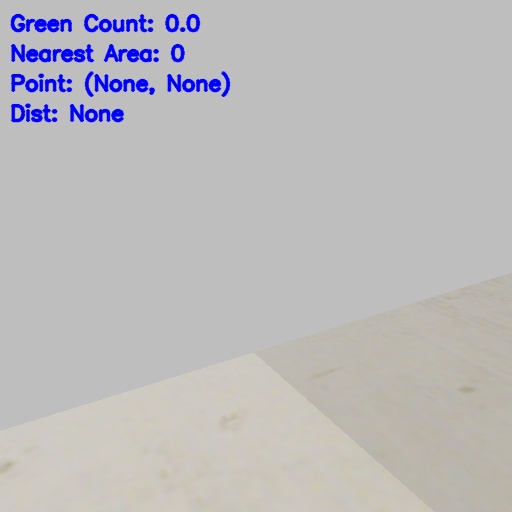 Green Count: 0.0
Nearest Area: 0
Point: (None, None)
Dist: None